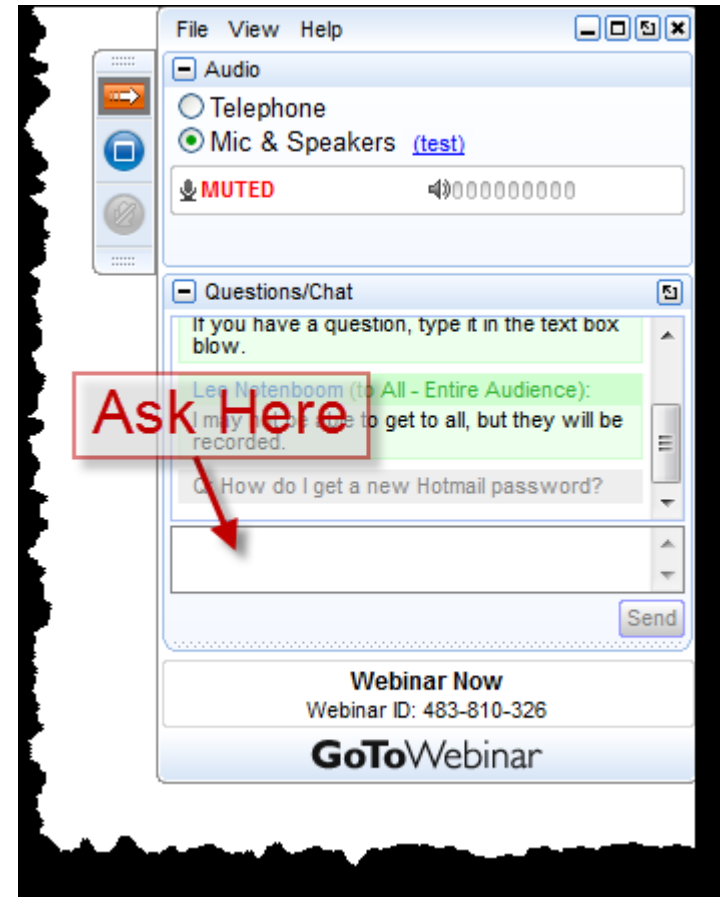 File View Help
Audio
Telephone
Mic & Speakers (test)
MUTED
Questions/Chat
If you have a question, type it in the text box
blow.
Leo Notenboom (to All - Entire Audience):
I may not be able to get to all, but they will be
recorded.
Ask Here
Q: How do I get a new Hotmail password?
Send
Webinar Now
Webinar ID: 483-810-326
GoToWebinar